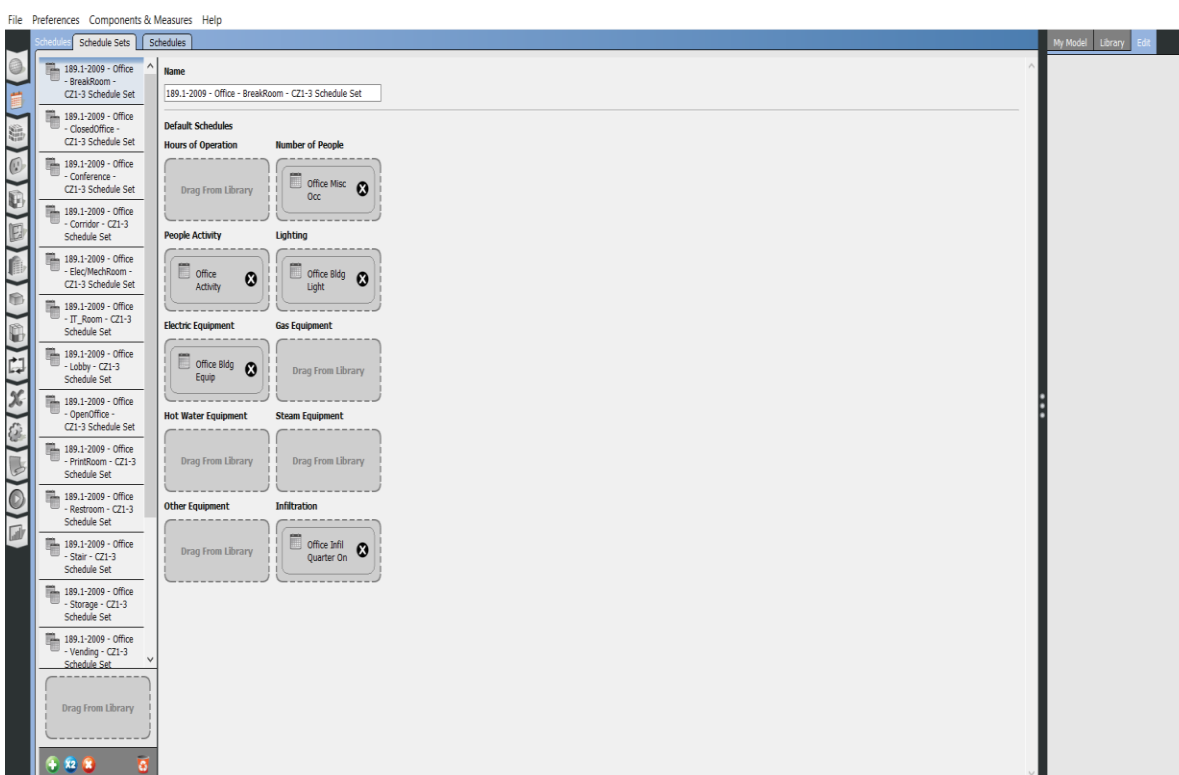 File Preferences Components & Measures Help
Schedules Schedule Sets Schedules
My Model Library Edit
189.1-2009 - Office
- BreakRoom -
CZ1-3 Schedule Set
189.1-2009 - Office
- ClosedOffice -
CZ1-3 Schedule Set
189.1-2009 - Office
- Conference -
CZ1-3 Schedule Set
189.1-2009 - Office
- Corridor - CZ1-3
Schedule Set
189.1-2009 - Office
- Elec/MechRoom -
CZ1-3 Schedule Set
189.1-2009 - Office
- IT_Room - CZ1-3
Schedule Set
189.1-2009 - Office
- Lobby - CZ1-3
Schedule Set
189.1-2009 - Office
- OpenOffice -
CZ1-3 Schedule Set
189.1-2009 - Office
- PrintRoom - CZ1-3
Schedule Set
189.1-2009 - Office
- Restroom - CZ1-3
Schedule Set
189.1-2009 - Office
- Stair - CZ1-3
Schedule Set
189.1-2009 - Office
- Storage - CZ1-3
Schedule Set
189.1-2009 - Office
- Vending - CZ1-3
Schedule Set
Drag From Library
x2
Name
189.1-2009 - Office - BreakRoom - CZ1-3 Schedule Set
Default Schedules
Hours of Operation Number of People
Drag From Library
Office Misc
Occ
People Activity Lighting
Office
Activity
Office Bldg
Light
Electric Equipment Gas Equipment
Office Bldg
Equip
Drag From Library
Hot Water Equipment Steam Equipment
Drag From Library Drag From Library
Other Equipment Infiltration
Drag From Library
Office Infil
Quarter On